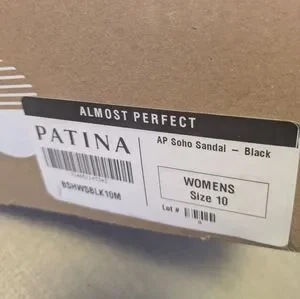 ALMOST PERFECT
PATINA
AP Soho Sandal – Black
BSHWSBLK10M
WOMENS
Size 10
Lot #